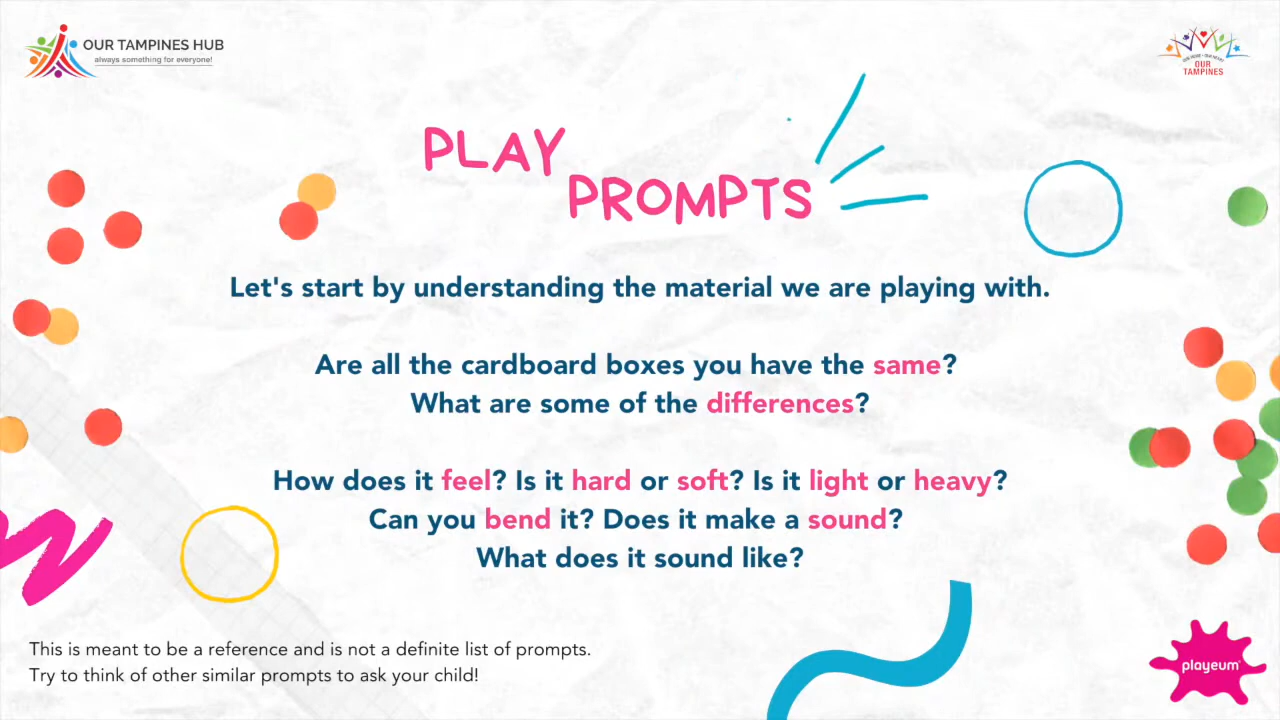 OUR TAMPINES HUB
always something for everyone!
OUR HOME • OUR HEART
OUR
TAMPINES
PLAY
PROMPTS
Let's start by understanding the material we are playing with.
Are all the cardboard boxes you have the same?
What are some of the differences?
How does it feel? Is it hard or soft? Is it light or heavy?
Can you bend it? Does it make a sound?
What does it sound like?
This is meant to be a reference and is not a definite list of prompts.
Try to think of other similar prompts to ask your child!
playeum